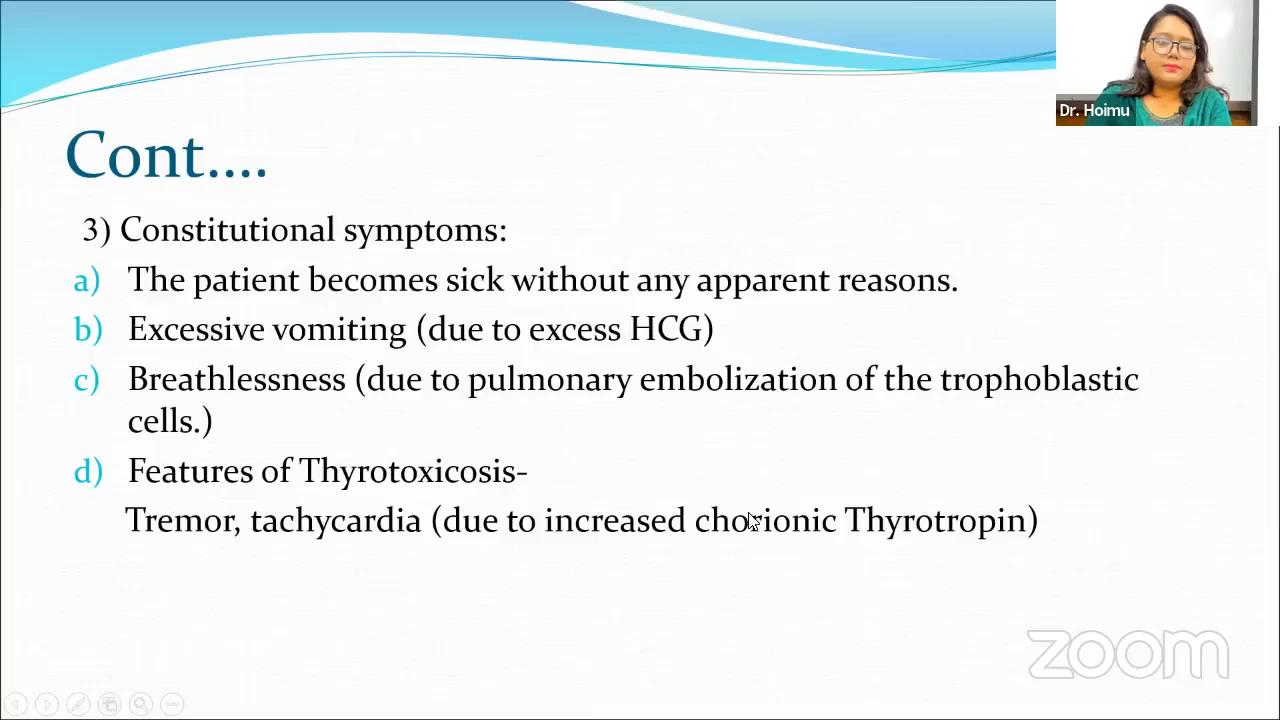 Dr. Hoimu
Cont....
3) Constitutional symptoms:
a) The patient becomes sick without any apparent reasons.
b) Excessive vomiting (due to excess HCG)
c) Breathlessness (due to pulmonary embolization of the trophoblastic
cells.)
d) Features of Thyrotoxicosis-
Tremor, tachycardia (due to increased chorionic Thyrotropin)
zoom